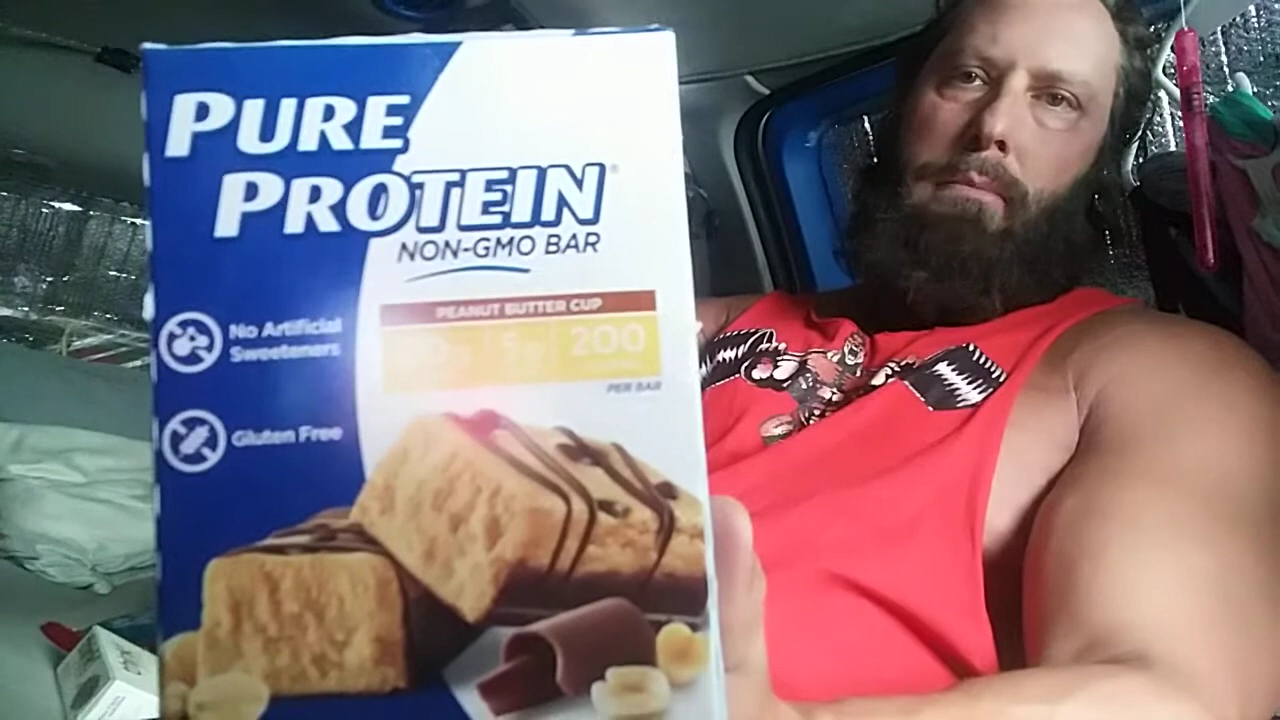 PURE
PROTEIN®
NON-GMO BAR
No Artificial
Sweeteners
PEANUT BUTTER CUP
200
PER BAR
Gluten Free